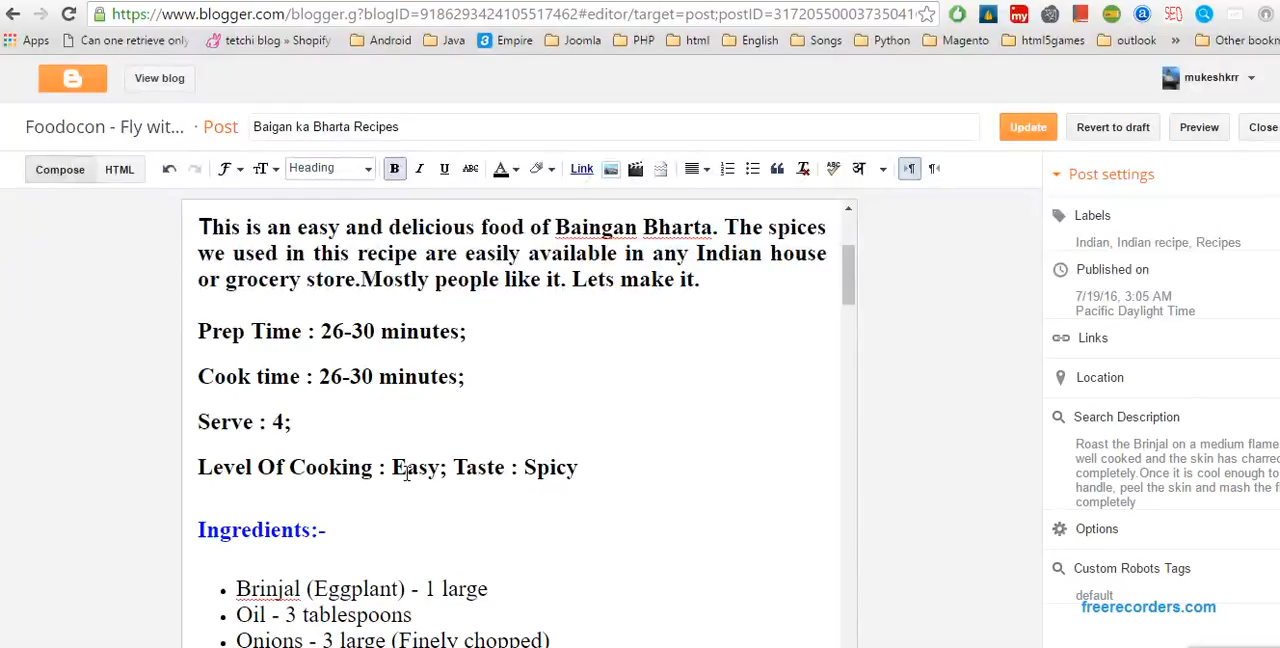 https://www.blogger.com/blogger.g?blogID=9186293424105517462#editor/target=post;postID=31720550003735041
Apps Can one retrieve only tetchi blog » Shopify Android Java Empire Joomla PHP html English Songs Python Magento html5games outlook » Other bookm
View blog mukeshkrr
Foodocon - Fly wit... · Post Baigan ka Bharta Recipes Update Revert to draft Preview Close
Compose HTML Heading B I U ABC A Link अ
Post settings
This is an easy and delicious food of Baingan Bharta. The spices
we used in this recipe are easily available in any Indian house
or grocery store.Mostly people like it. Lets make it.
Prep Time : 26-30 minutes;
Cook time : 26-30 minutes;
Serve : 4;
Level Of Cooking : Easy; Taste : Spicy
Ingredients:-
Brinjal (Eggplant) - 1 large
Oil - 3 tablespoons
Onions - 3 large (Finely chopped)
Labels
Indian, Indian recipe, Recipes
Published on
7/19/16, 3:05 AM
Pacific Daylight Time
Links
Location
Search Description
Roast the Brinjal on a medium flame
well cooked and the skin has charred
completely.Once it is cool enough to
handle, peel the skin and mash the f
completely
Options
Custom Robots Tags
default
freerecorders.com